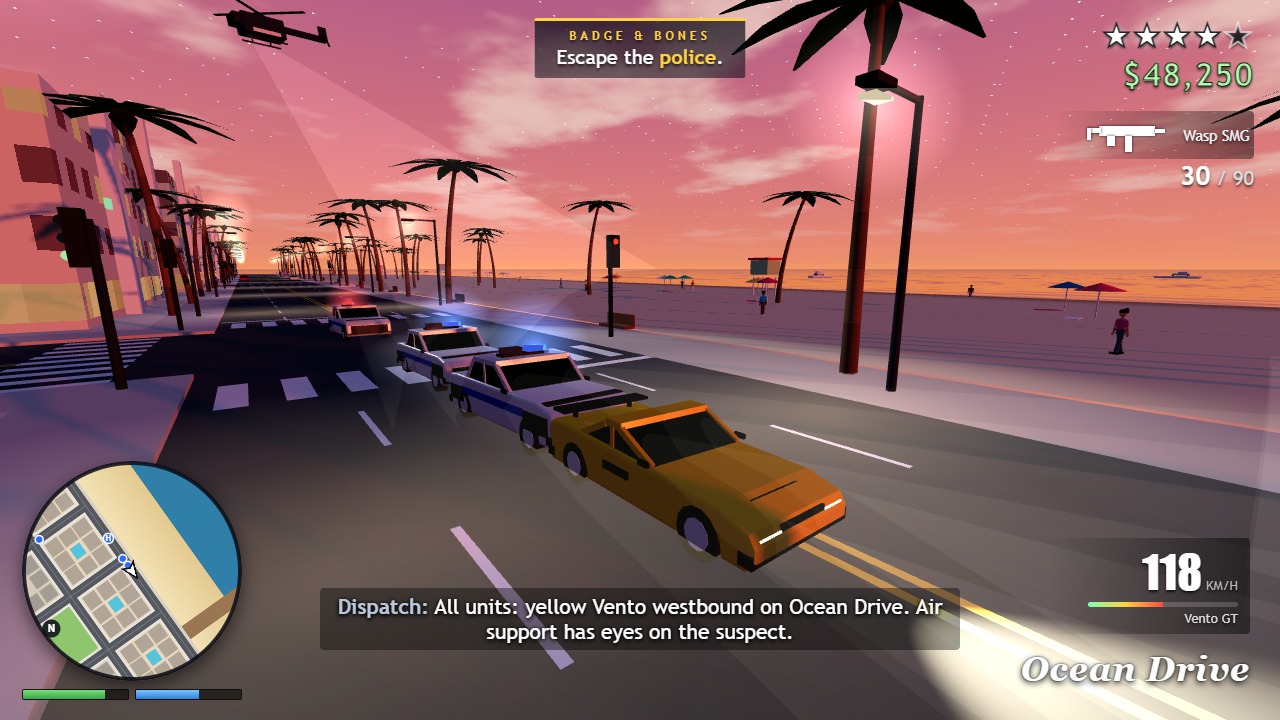 BADGE & BONES
Escape the police.
$48,250
Wasp SMG
30 / 90
H
N
Dispatch: All units: yellow Vento westbound on Ocean Drive. Air
support has eyes on the suspect.
118 KM/H
Vento GT
Ocean Drive